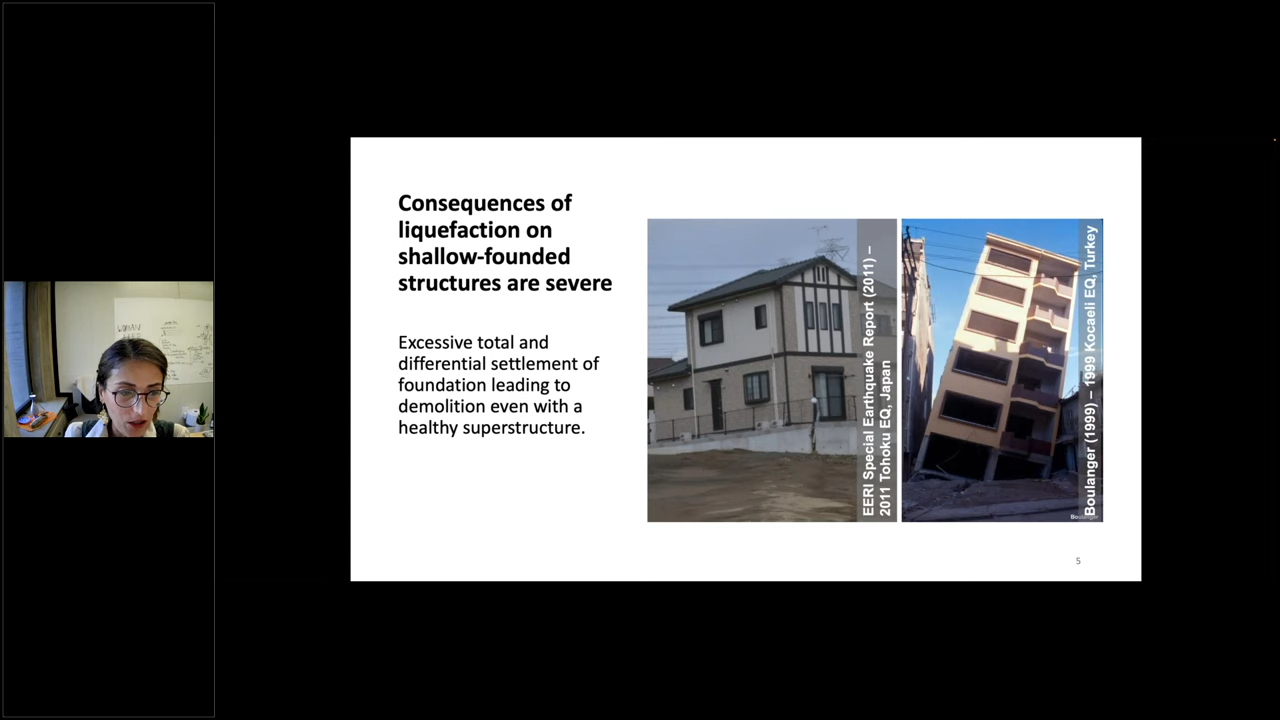 Consequences of
liquefaction on
shallow-founded
structures are severe
Excessive total and
differential settlement of
foundation leading to
demolition even with a
healthy superstructure.
EERI Special Earthquake Report (2011) –
2011 Tohoku EQ, Japan
Boulanger (1999) – 1999 Kocaeli EQ, Turkey
5